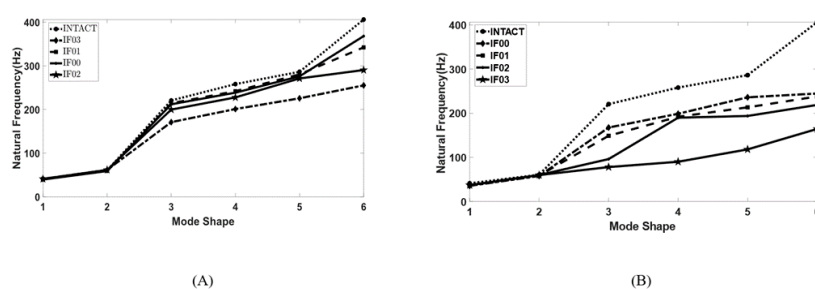 400
300
200
100
0
Natural Frequency(Hz)
INTACT
IF03
IF01
IF00
IF02
1 2 3 4 5 6
Mode Shape
(A)
400
300
200
100
0
Natural Frequency(Hz)
INTACT
IF00
IF01
IF02
IF03
1 2 3 4 5
Mode Shape
(B)